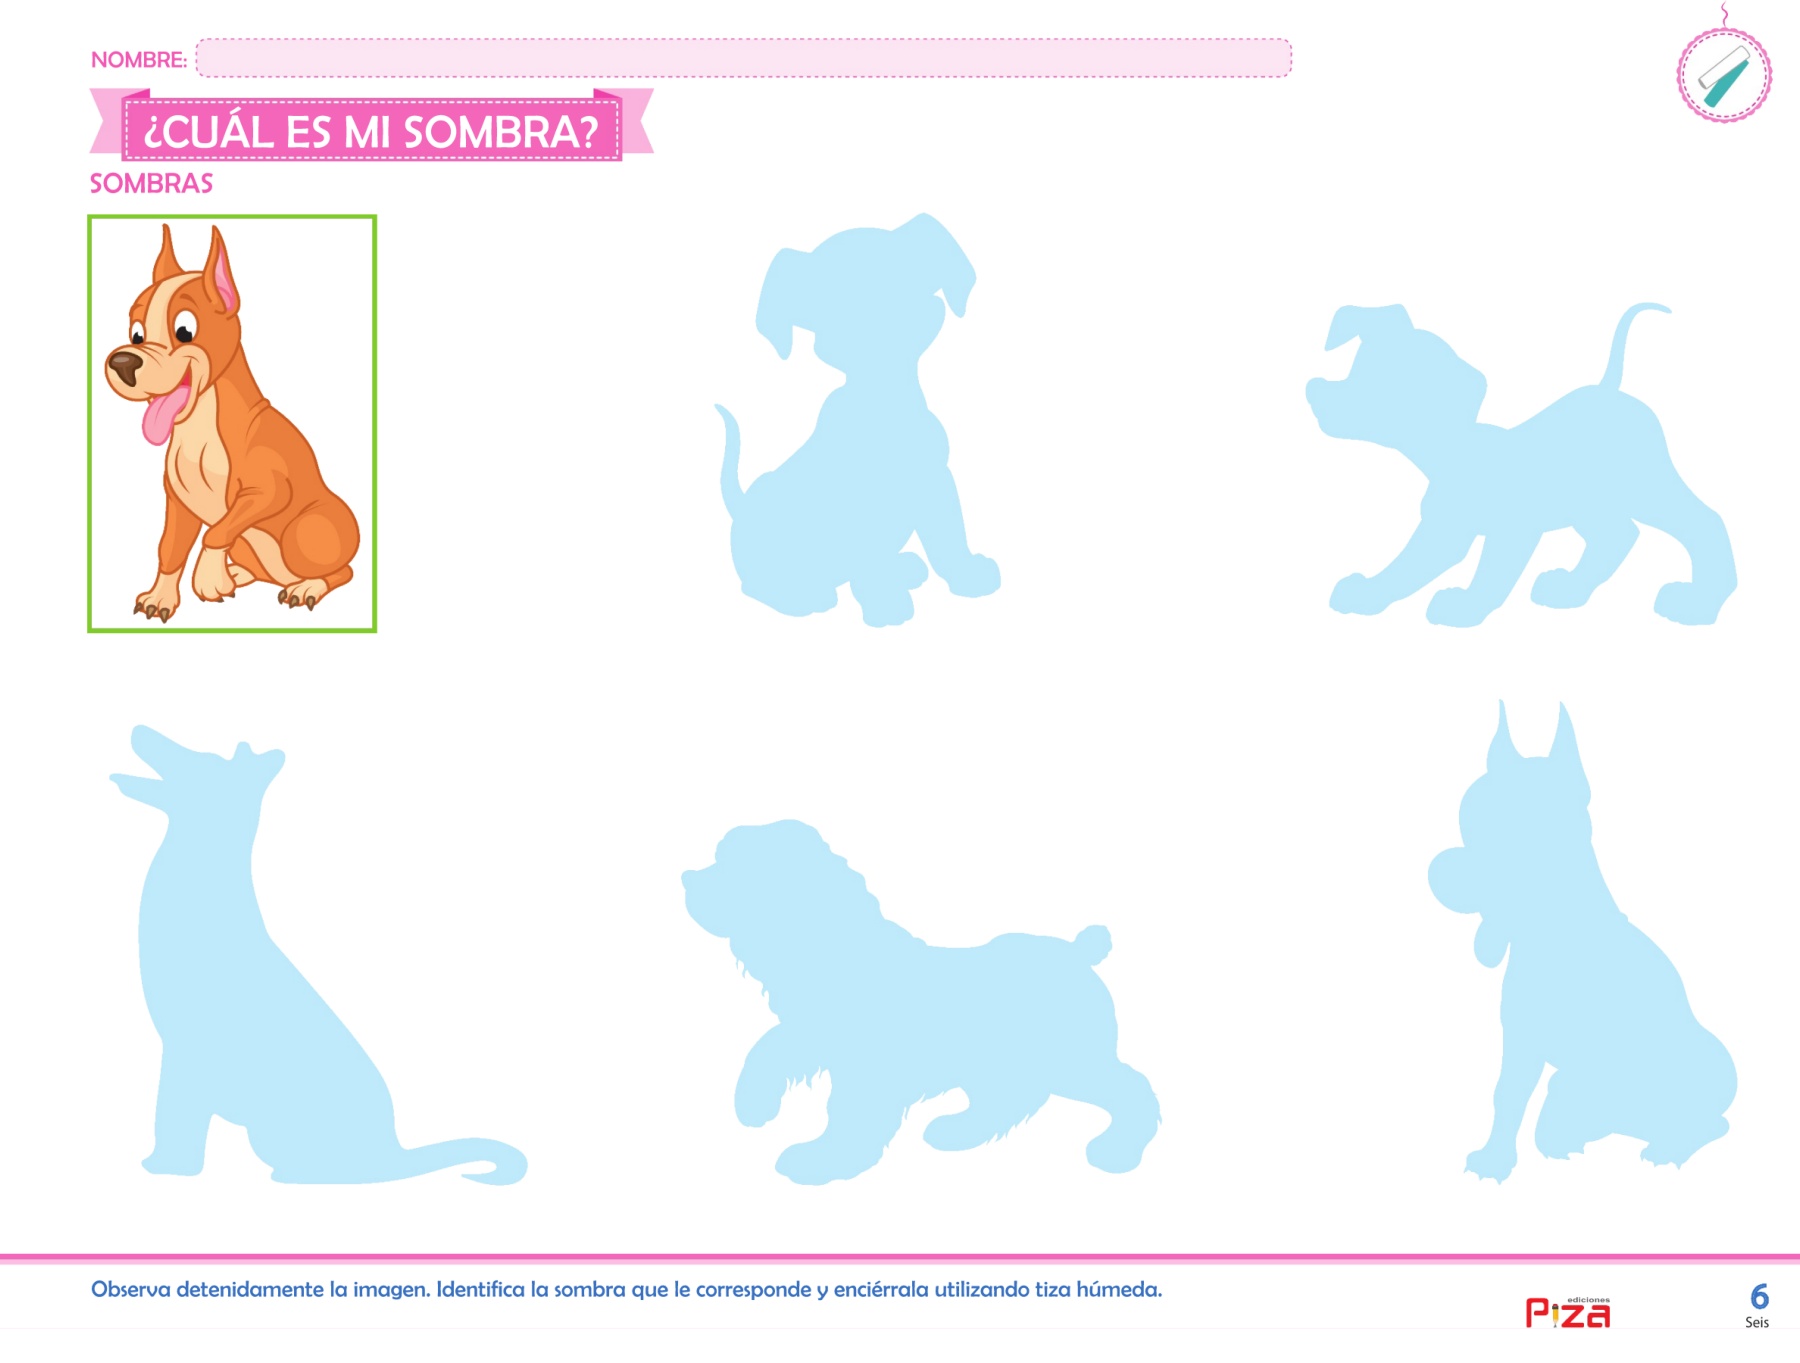 NOMBRE:
¿CUÁL ES MI SOMBRA?
SOMBRAS
Observa detenidamente la imagen. Identifica la sombra que le corresponde y enciérrala utilizando tiza húmeda.
ediciones
Piza
6
Seis